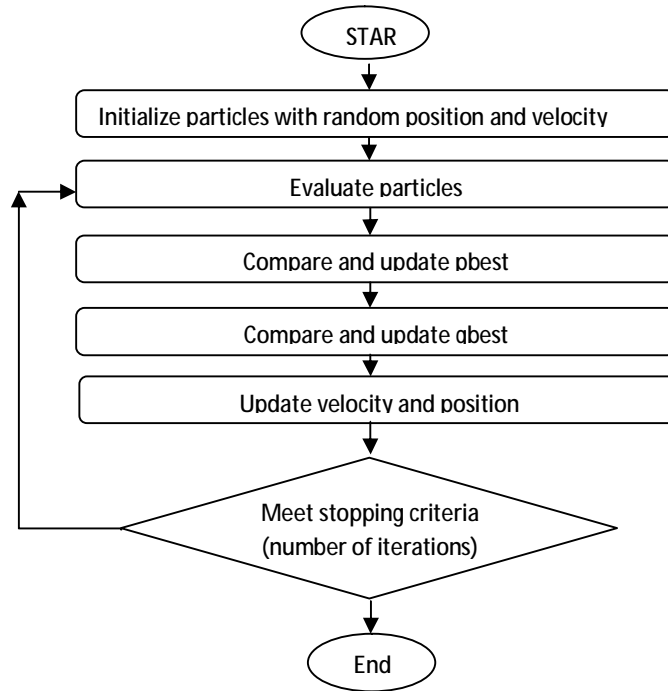 STAR
Initialize particles with random position and velocity
Evaluate particles
Compare and update pbest
Compare and update gbest
Update velocity and position
Meet stopping criteria
(number of iterations)
End